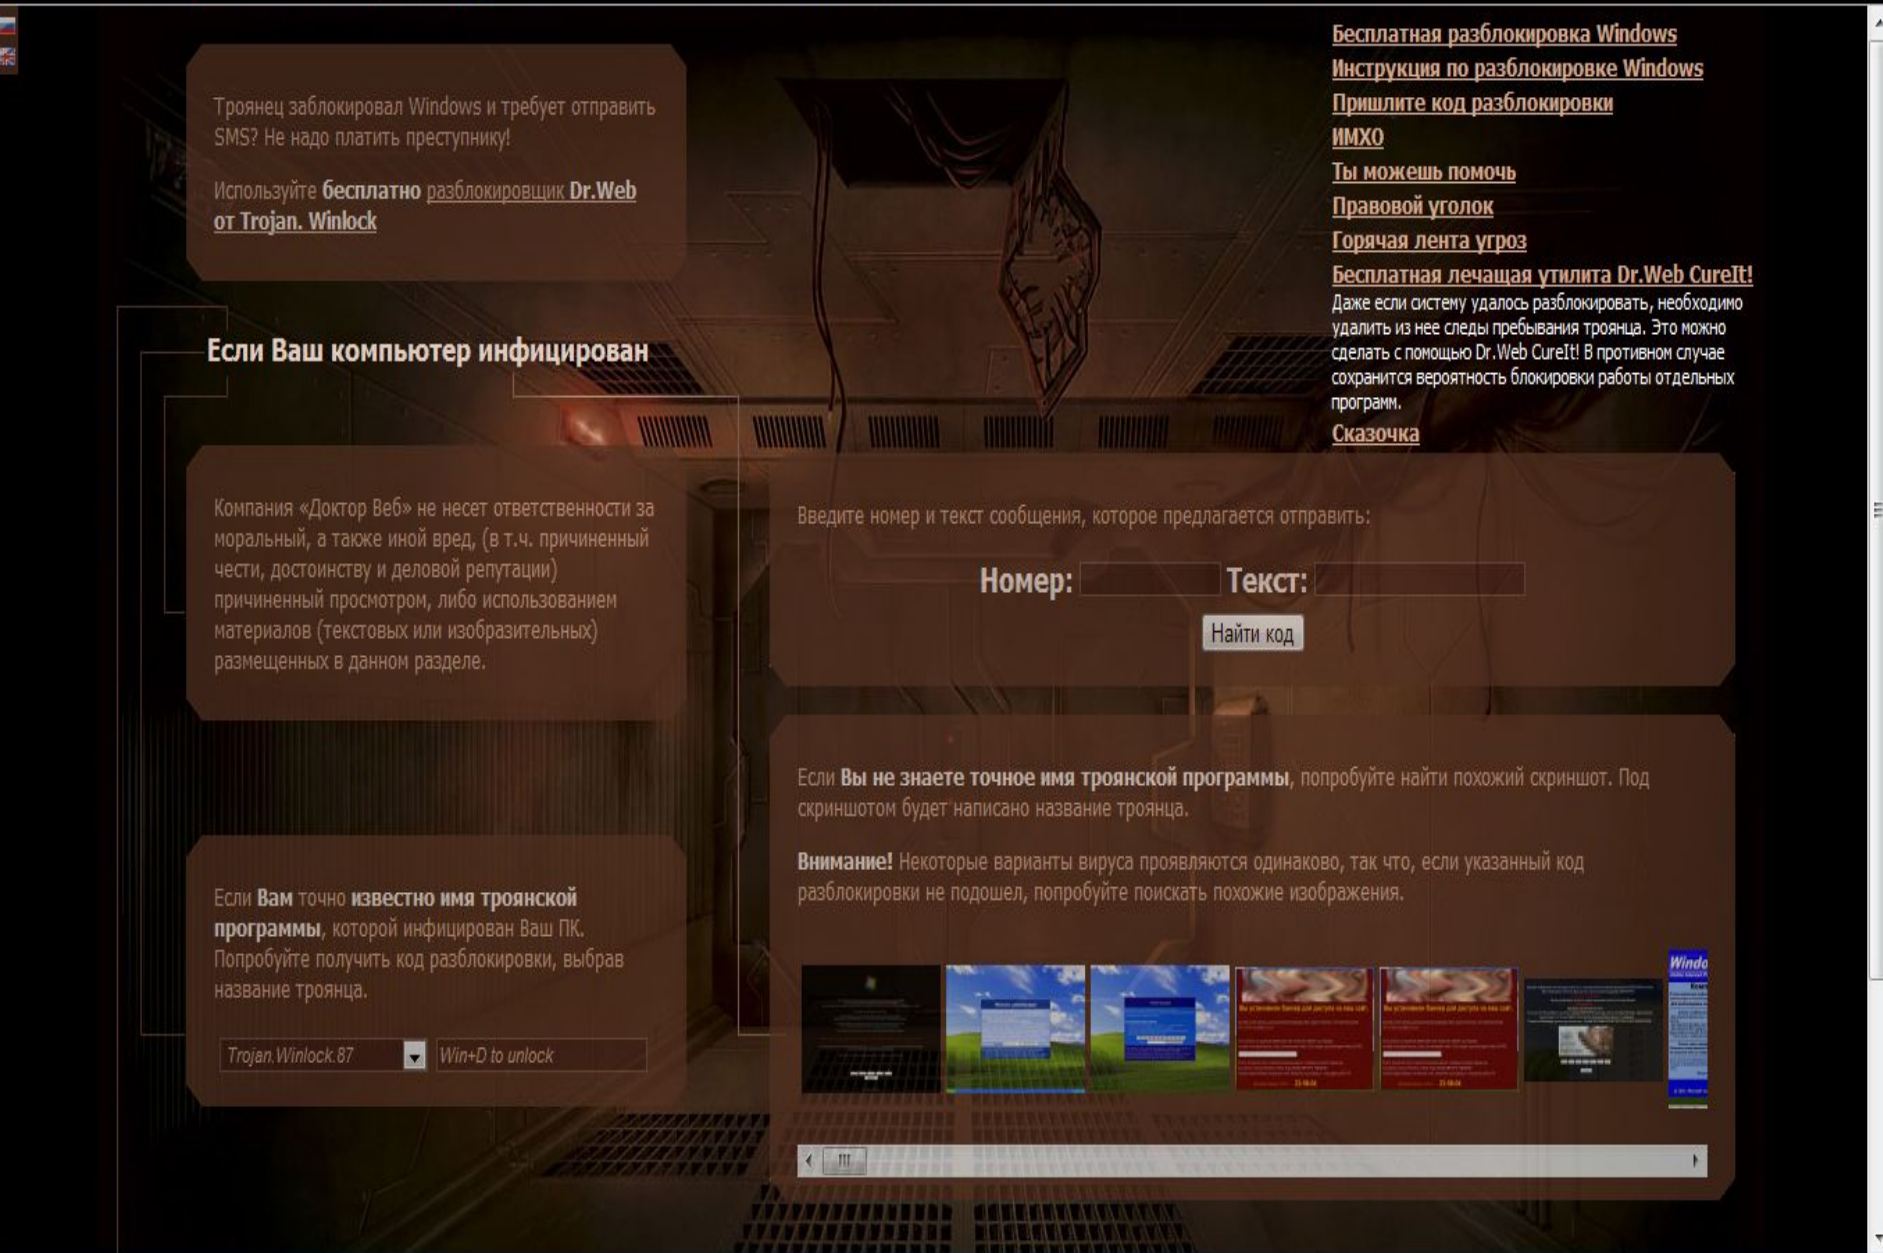 Троянец заблокировал Windows и требует отправить
SMS? Не надо платить преступнику!
Используйте бесплатно разблокировщик Dr.Web
от Trojan. Winlock
Бесплатная разблокировка Windows
Инструкция по разблокировке Windows
Пришлите код разблокировки
ИМХО
Ты можешь помочь
Правовой уголок
Горячая лента угроз
Бесплатная лечащая утилита Dr.Web CureIt!
Даже если систему удалось разблокировать, необходимо
удалить из нее следы пребывания троянца. Это можно
сделать с помощью Dr.Web CureIt! В противном случае
сохранится вероятность блокировки работы отдельных
программ.
Сказочка
Если Ваш компьютер инфицирован
Компания «Доктор Веб» не несет ответственности за
моральный, а также иной вред, (в т.ч. причиненный
чести, достоинству и деловой репутации)
причиненный просмотром, либо использованием
материалов (текстовых или изобразительных)
размещенных в данном разделе.
Введите номер и текст сообщения, которое предлагается отправить:
Номер: Текст:
Найти код
Если Вам точно известно имя троянской
программы, которой инфицирован Ваш ПК.
Попробуйте получить код разблокировки, выбрав
название троянца.
Trojan.Winlock.87 Win+D to unlock
Если Вы не знаете точное имя троянской программы, попробуйте найти похожий скриншот. Под
скриншотом будет написано название троянца.
Внимание! Некоторые варианты вируса проявляются одинаково, так что, если указанный код
разблокировки не подошел, попробуйте поискать похожие изображения.
Windo